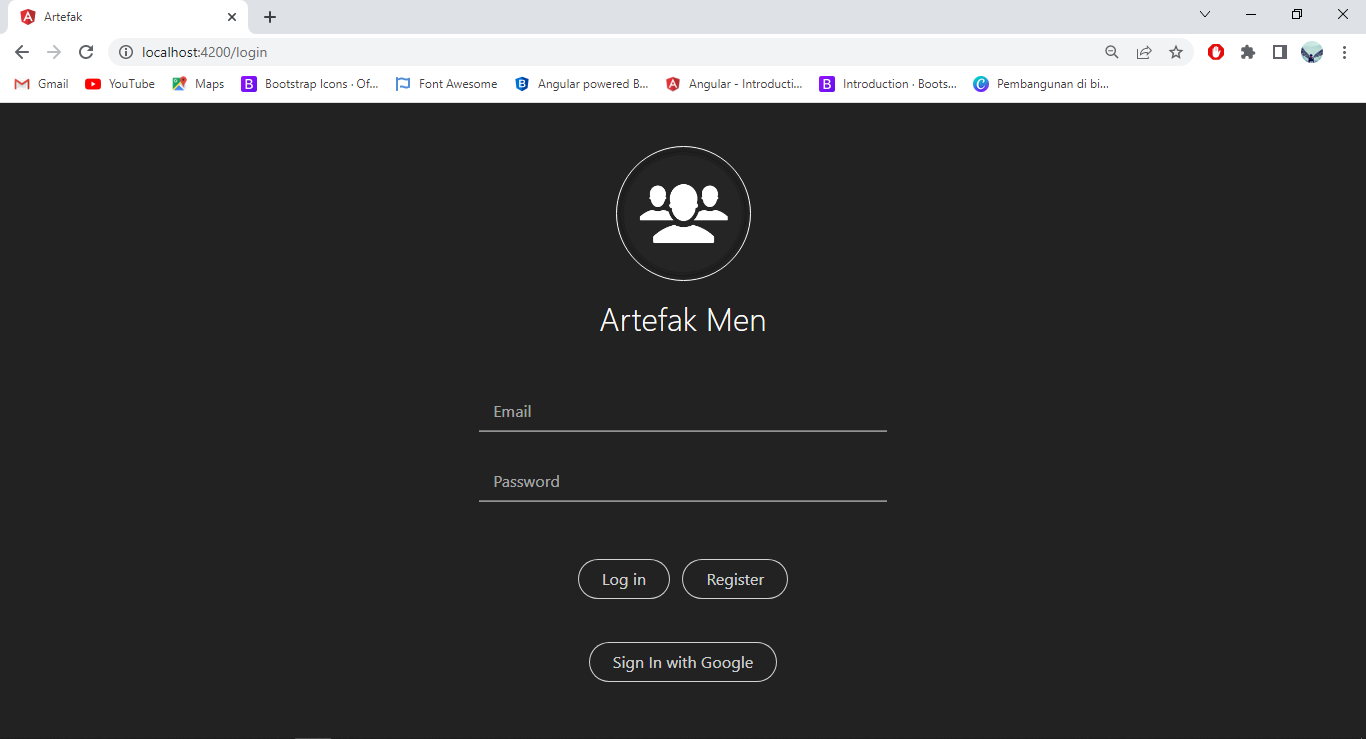 Artefak
localhost:4200/login
Gmail YouTube Maps Bootstrap Icons · Of... Font Awesome Angular powered B... Angular - Introducti... Introduction · Boots... Pembangunan di bi...
Artefak Men
Email
Password
Log in Register
Sign In with Google